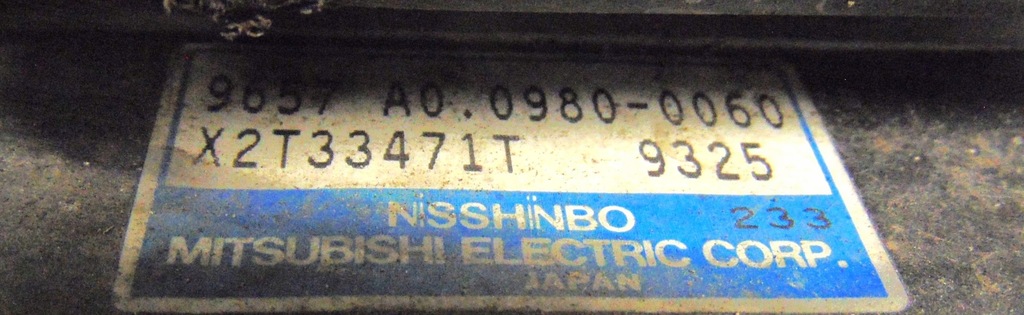 9657 A0.0980-0060
X2T33471T 9325
NISSHINBO 233
MITSUBISHI ELECTRIC CORP.
JAPAN